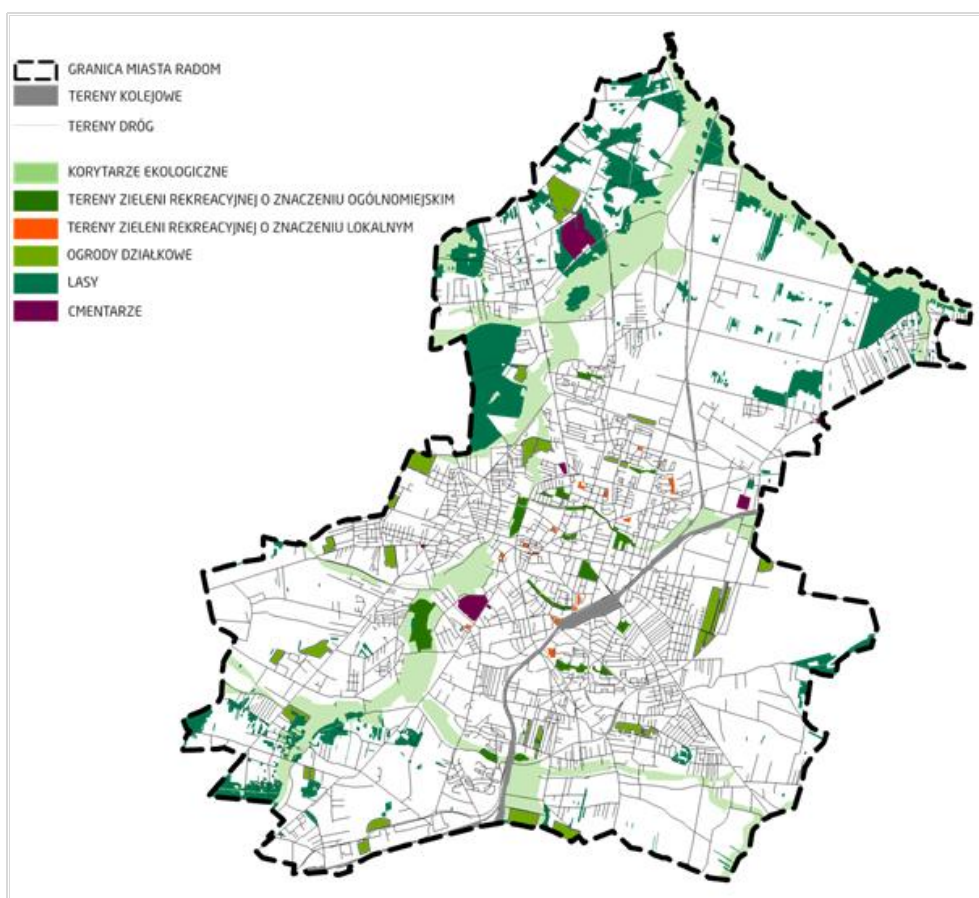 GRANICA MIASTA RADOM
TERENY KOLEJOWE
TERENY DRÓG
KORYTARZE EKOLOGICZNE
TERENY ZIELENI REKREACYJNEJ O ZNACZENIU OGÓLNOMIEJSKIM
TERENY ZIELENI REKREACYJNEJ O ZNACZENIU LOKALNYM
OGRODY DZIAŁKOWE
LASY
CMENTARZE